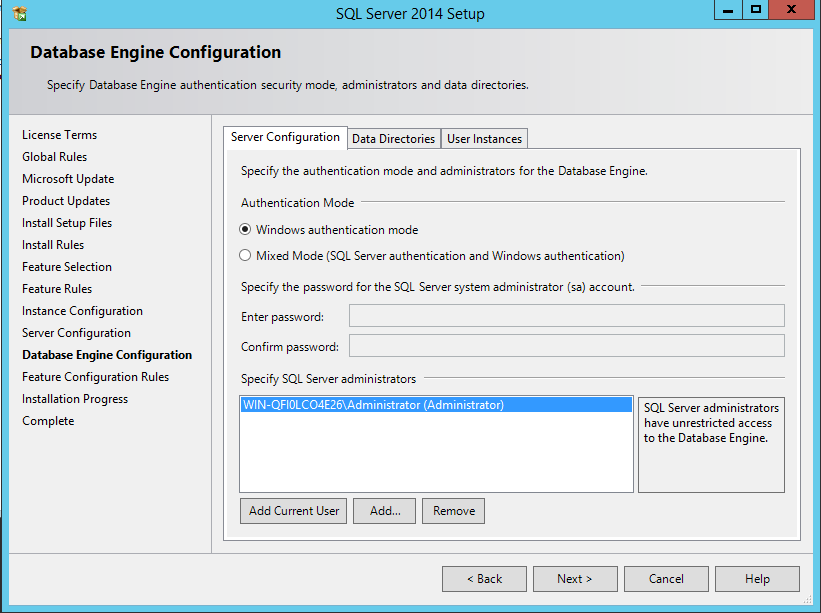 SQL Server 2014 Setup
Database Engine Configuration
Specify Database Engine authentication security mode, administrators and data directories.
License Terms
Global Rules
Microsoft Update
Product Updates
Install Setup Files
Install Rules
Feature Selection
Feature Rules
Instance Configuration
Server Configuration
Database Engine Configuration
Feature Configuration Rules
Installation Progress
Complete
Server Configuration Data Directories User Instances
Specify the authentication mode and administrators for the Database Engine.
Authentication Mode
Windows authentication mode
Mixed Mode (SQL Server authentication and Windows authentication)
Specify the password for the SQL Server system administrator (sa) account.
Enter password:
Confirm password:
Specify SQL Server administrators
WIN-QFI0LCO4E26\Administrator (Administrator)
SQL Server administrators
have unrestricted access
to the Database Engine.
Add Current User Add... Remove
< Back Next > Cancel Help